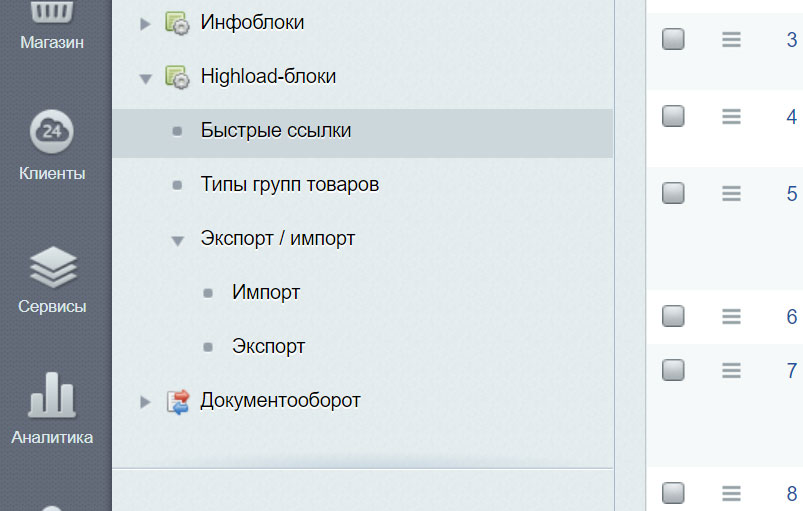 Магазин
24
Клиенты
Сервисы
Аналитика
Инфоблоки
Highload-блоки
Быстрые ссылки
Типы групп товаров
Экспорт / импорт
Импорт
Экспорт
Документооборот
3
4
5
6
7
8